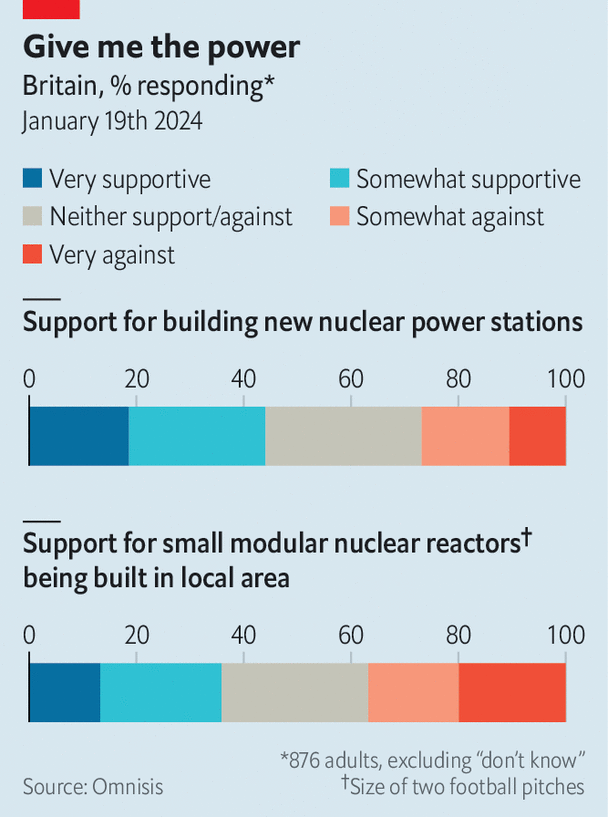 Give me the power
Britain, % responding*
January 19th 2024
Very supportive
Somewhat supportive
Neither support/against
Somewhat against
Very against
Support for building new nuclear power stations
0 20 40 60 80 100
Support for small modular nuclear reactors†
being built in local area
0 20 40 60 80 100
*876 adults, excluding “don’t know”
Source: Omnisis
†Size of two football pitches